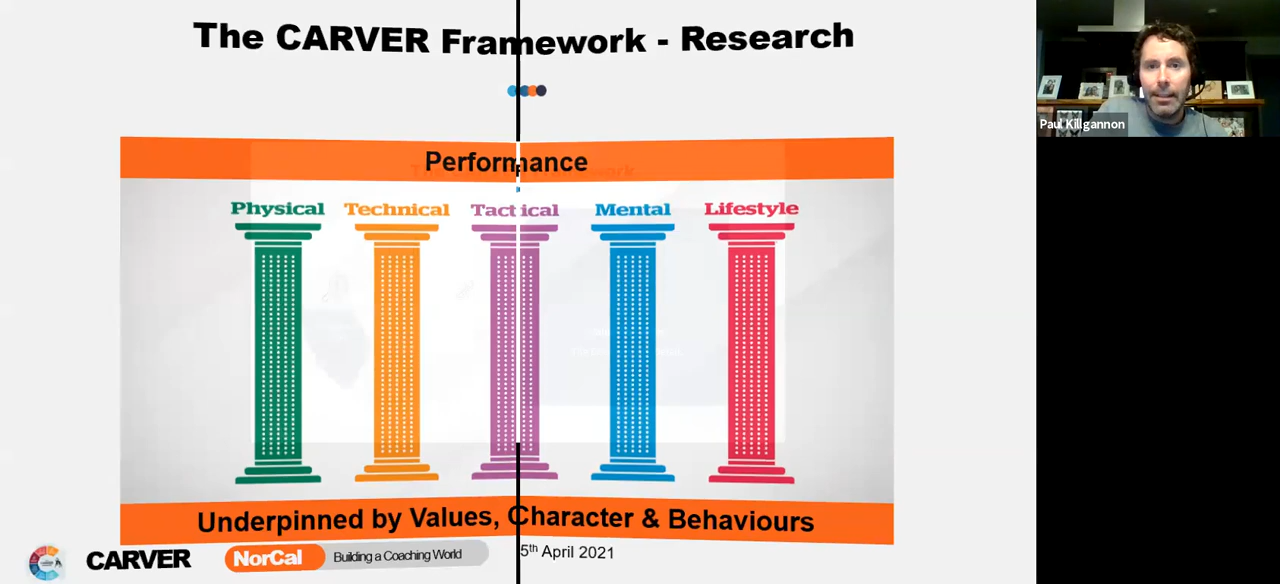 The CARVER Framework - Research
Paul Killgannon
Performance
Physical Technical Tactical Mental Lifestyle
Underpinned by Values, Character & Behaviours
CARVER NorCal Building a Coaching World 5th April 2021